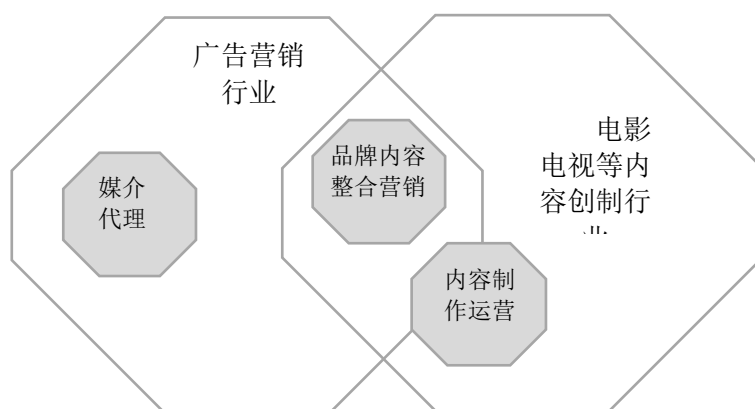 广告营销
行业
电影
电视等内
容创制行
品牌内容
整合营销
媒介
代理
内容制
作运营